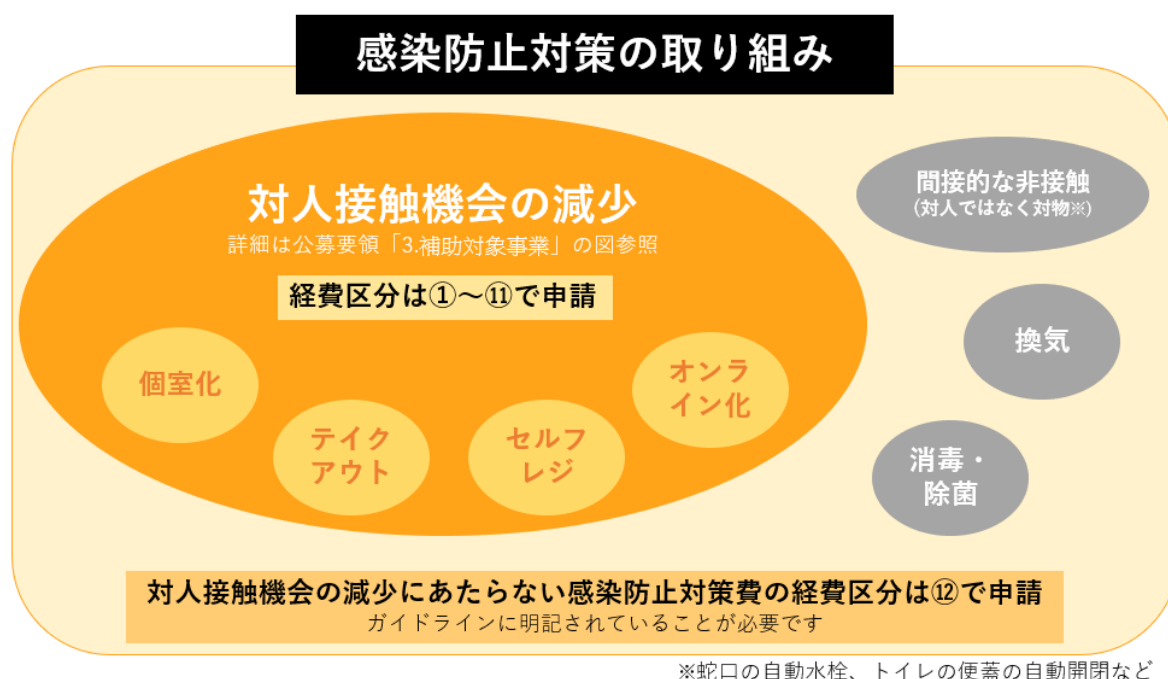 感染防止対策の取り組み
対人接触機会の減少
詳細は公募要領「3.補助対象事業」の図参照
経費区分は①～⑪で申請
個室化
テイク
アウト
セルフ
レジ
オンラ
イン化
間接的な非接触
(対人ではなく対物※)
換気
消毒・
除菌
対人接触機会の減少にあたらない感染防止対策費の経費区分は⑫で申請
ガイドラインに明記されていることが必要です
※蛇口の自動水栓、トイレの便蓋の自動開閉など